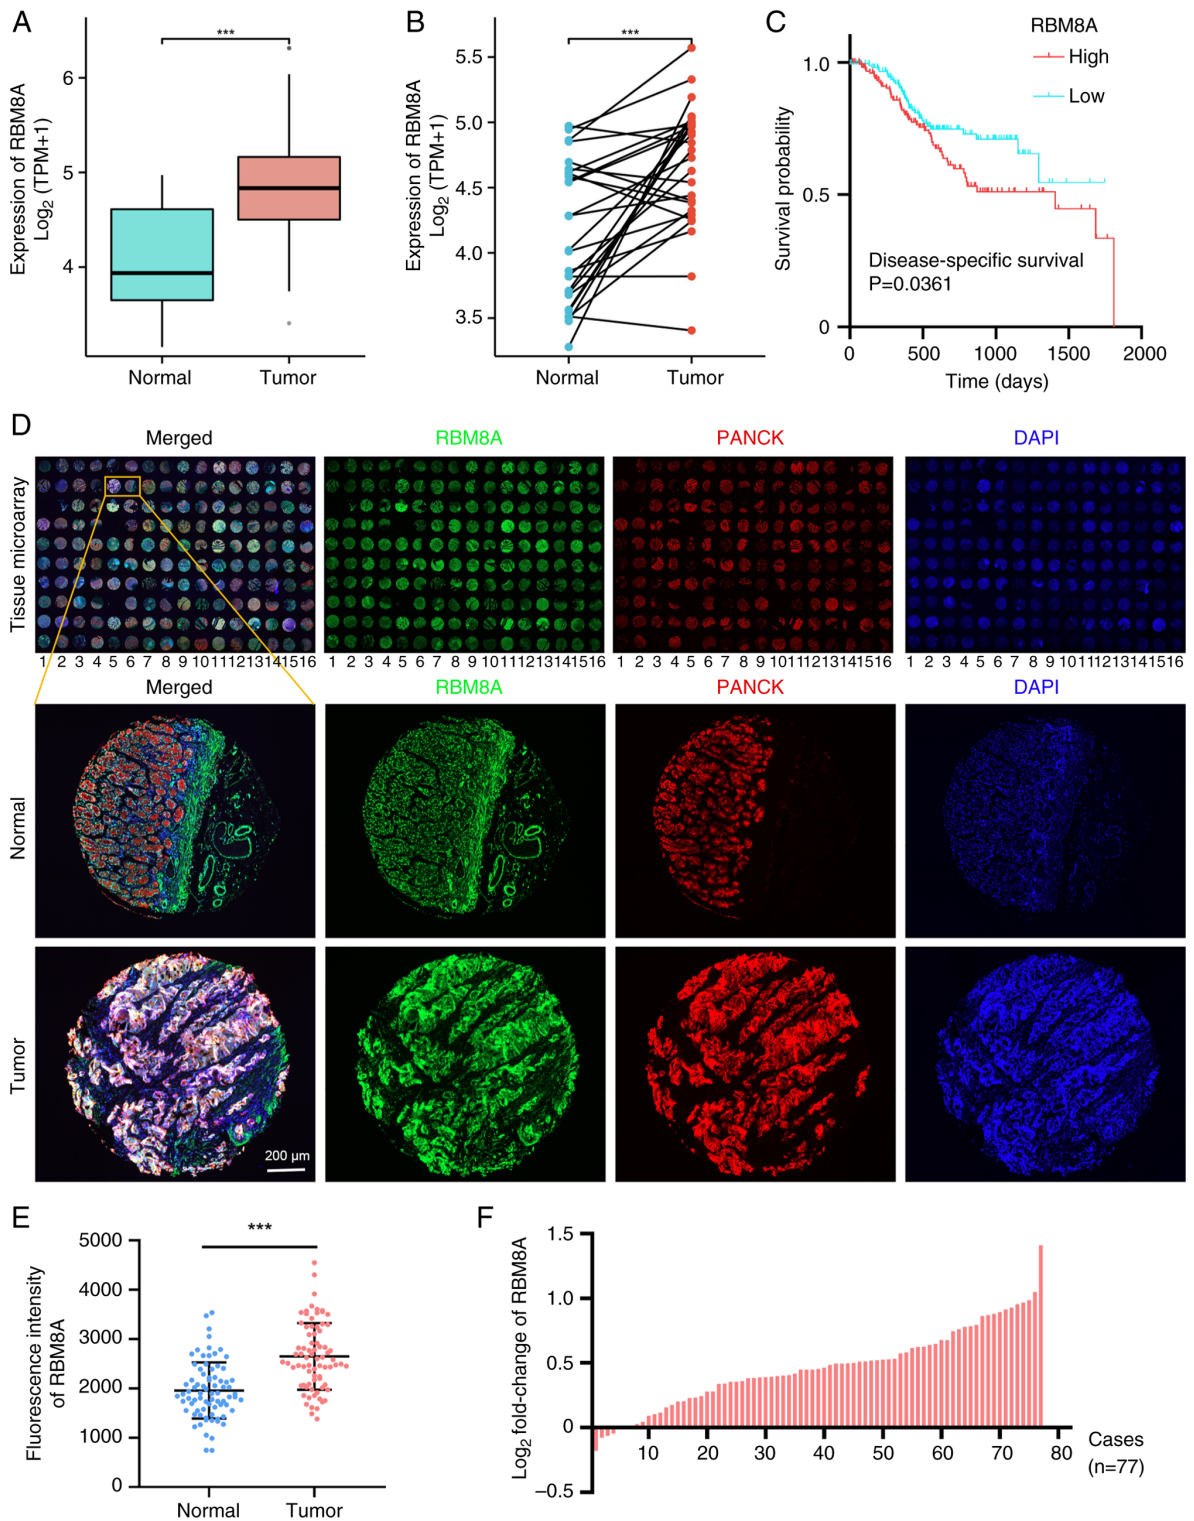 A
***
Expression of RBM8A
Log2 (TPM+1)
6
5
4
Normal
Tumor
B
***
Expression of RBM8A
Log2 (TPM+1)
5.5
5.0
4.5
4.0
3.5
Normal
Tumor
C
RBM8A
High
Low
Survival probability
1.0
0.5
0
Disease-specific survival
P=0.0361
0
500
1000
1500
2000
Time (days)
D
Merged
RBM8A
PANCK
DAPI
Tissue microarray
1 2 3 4 5 6 7 8 9 10 11 12 13 14 15 16
1 2 3 4 5 6 7 8 9 10 11 12 13 14 15 16
1 2 3 4 5 6 7 8 9 10 11 12 13 14 15 16
1 2 3 4 5 6 7 8 9 10 11 12 13 14 15 16
Merged
RBM8A
PANCK
DAPI
Normal
Tumor
200 µm
E
***
Fluorescence intensity
of RBM8A
5000
4000
3000
2000
1000
0
Normal
Tumor
F
Log2 fold-change of RBM8A
1.5
1.0
0.5
0
−0.5
10
20
30
40
50
60
70
80
Cases
(n=77)